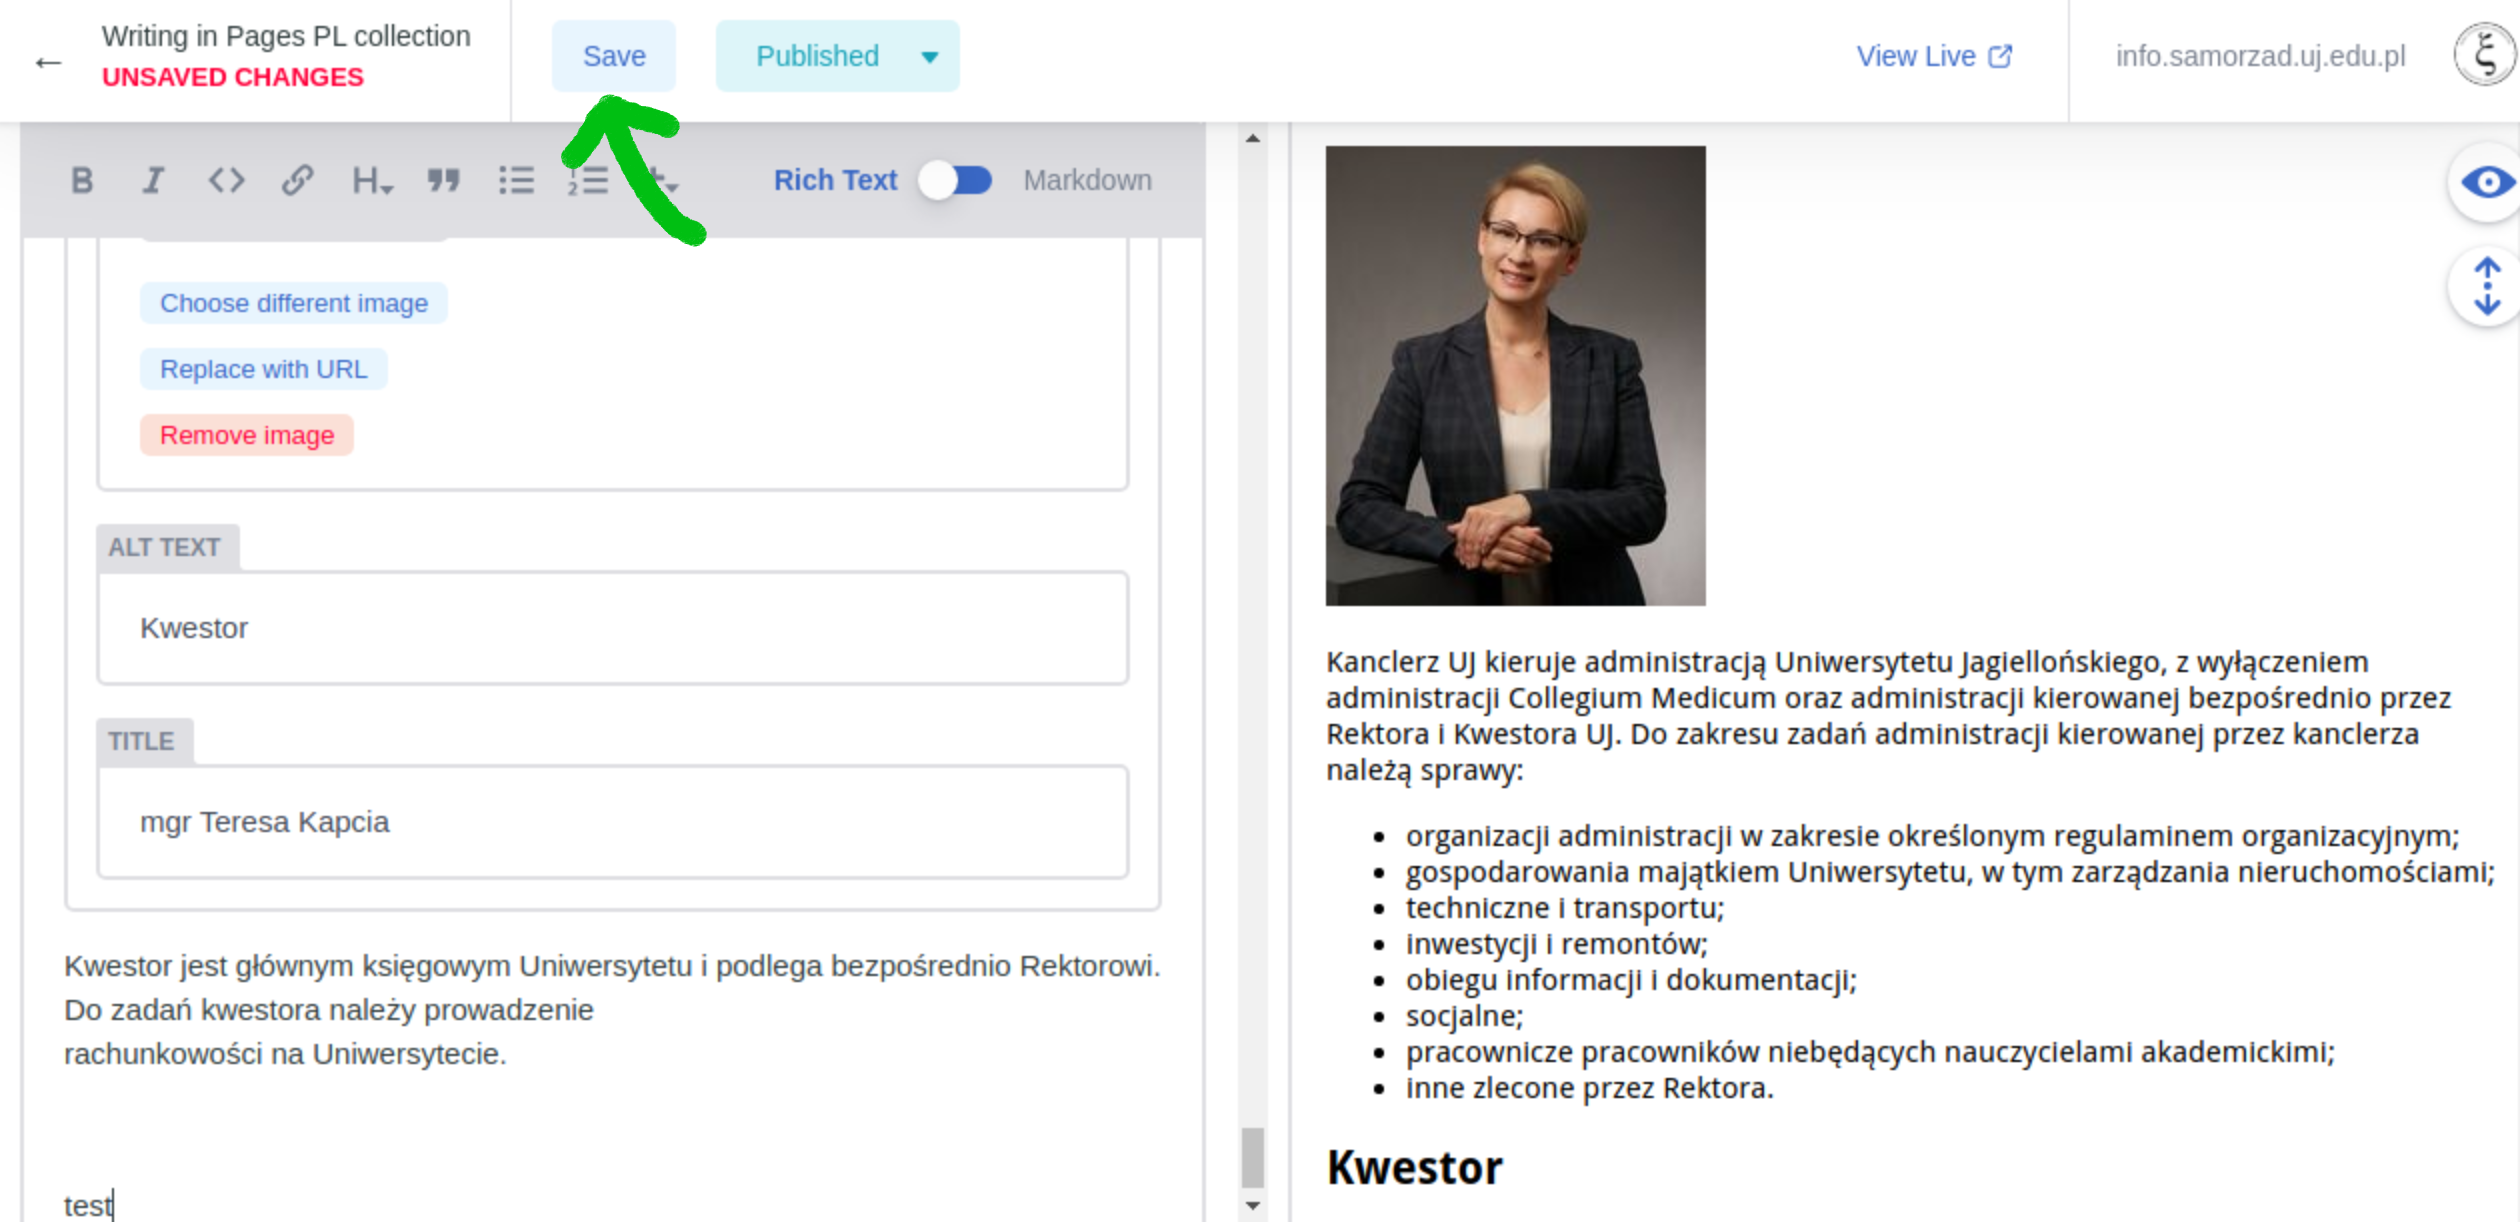 Writing in Pages PL collection
UNSAVED CHANGES
Save
Published
View Live
info.samorzad.uj.edu.pl
Rich Text
Markdown
Choose different image
Replace with URL
Remove image
ALT TEXT
Kwestor
TITLE
mgr Teresa Kapcia
Kwestor jest głównym księgowym Uniwersytetu i podlega bezpośrednio Rektorowi.
Do zadań kwestora należy prowadzenie
rachunkowości na Uniwersytecie.
test
Kanclerz UJ kieruje administracją Uniwersytetu Jagiellońskiego, z wyłączeniem
administracji Collegium Medicum oraz administracji kierowanej bezpośrednio przez
Rektora i Kwestora UJ. Do zakresu zadań administracji kierowanej przez kanclerza
należą sprawy:
• organizacji administracji w zakresie określonym regulaminem organizacyjnym;
• gospodarowania majątkiem Uniwersytetu, w tym zarządzania nieruchomościami;
• techniczne i transportu;
• inwestycji i remontów;
• obiegu informacji i dokumentacji;
• socjalne;
• pracownicze pracowników niebędących nauczycielami akademickimi;
• inne zlecone przez Rektora.
Kwestor